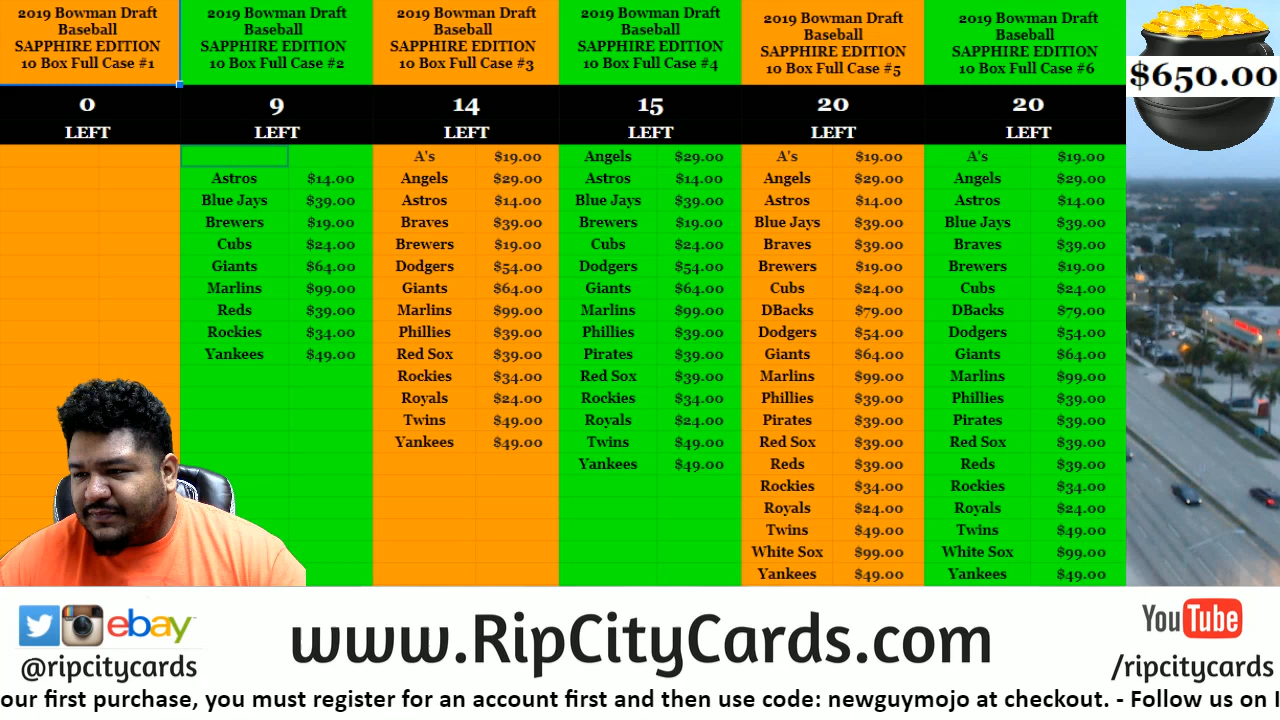 2019 Bowman Draft
Baseball
SAPPHIRE EDITION
10 Box Full Case #1
0
LEFT
2019 Bowman Draft
Baseball
SAPPHIRE EDITION
10 Box Full Case #2
9
LEFT
Astros $14.00
Blue Jays $39.00
Brewers $19.00
Cubs $24.00
Giants $64.00
Marlins $99.00
Reds $39.00
Rockies $34.00
Yankees $49.00
2019 Bowman Draft
Baseball
SAPPHIRE EDITION
10 Box Full Case #3
14
LEFT
A's $19.00
Angels $29.00
Astros $14.00
Braves $39.00
Brewers $19.00
Dodgers $54.00
Giants $64.00
Marlins $99.00
Phillies $39.00
Red Sox $39.00
Rockies $34.00
Royals $24.00
Twins $49.00
Yankees $49.00
2019 Bowman Draft
Baseball
SAPPHIRE EDITION
10 Box Full Case #4
15
LEFT
Angels $29.00
Astros $14.00
Blue Jays $39.00
Brewers $19.00
Cubs $24.00
Dodgers $54.00
Giants $64.00
Marlins $99.00
Phillies $39.00
Pirates $39.00
Red Sox $39.00
Rockies $34.00
Royals $24.00
Twins $49.00
Yankees $49.00
2019 Bowman Draft
Baseball
SAPPHIRE EDITION
10 Box Full Case #5
20
LEFT
A's $19.00
Angels $29.00
Astros $14.00
Blue Jays $39.00
Braves $39.00
Brewers $19.00
Cubs $24.00
DBacks $79.00
Dodgers $54.00
Giants $64.00
Marlins $99.00
Phillies $39.00
Pirates $39.00
Red Sox $39.00
Reds $39.00
Rockies $34.00
Royals $24.00
Twins $49.00
White Sox $99.00
Yankees $49.00
2019 Bowman Draft
Baseball
SAPPHIRE EDITION
10 Box Full Case #6
20
LEFT
A's $19.00
Angels $29.00
Astros $14.00
Blue Jays $39.00
Braves $39.00
Brewers $19.00
Cubs $24.00
DBacks $79.00
Dodgers $54.00
Giants $64.00
Marlins $99.00
Phillies $39.00
Pirates $39.00
Red Sox $39.00
Reds $39.00
Rockies $34.00
Royals $24.00
Twins $49.00
White Sox $99.00
Yankees $49.00
$650.00
ebay
@ripcitycards
www.RipCityCards.com
YouTube
/ripcitycards
our first purchase, you must register for an account first and then use code: newguymojo at checkout. - Follow us on